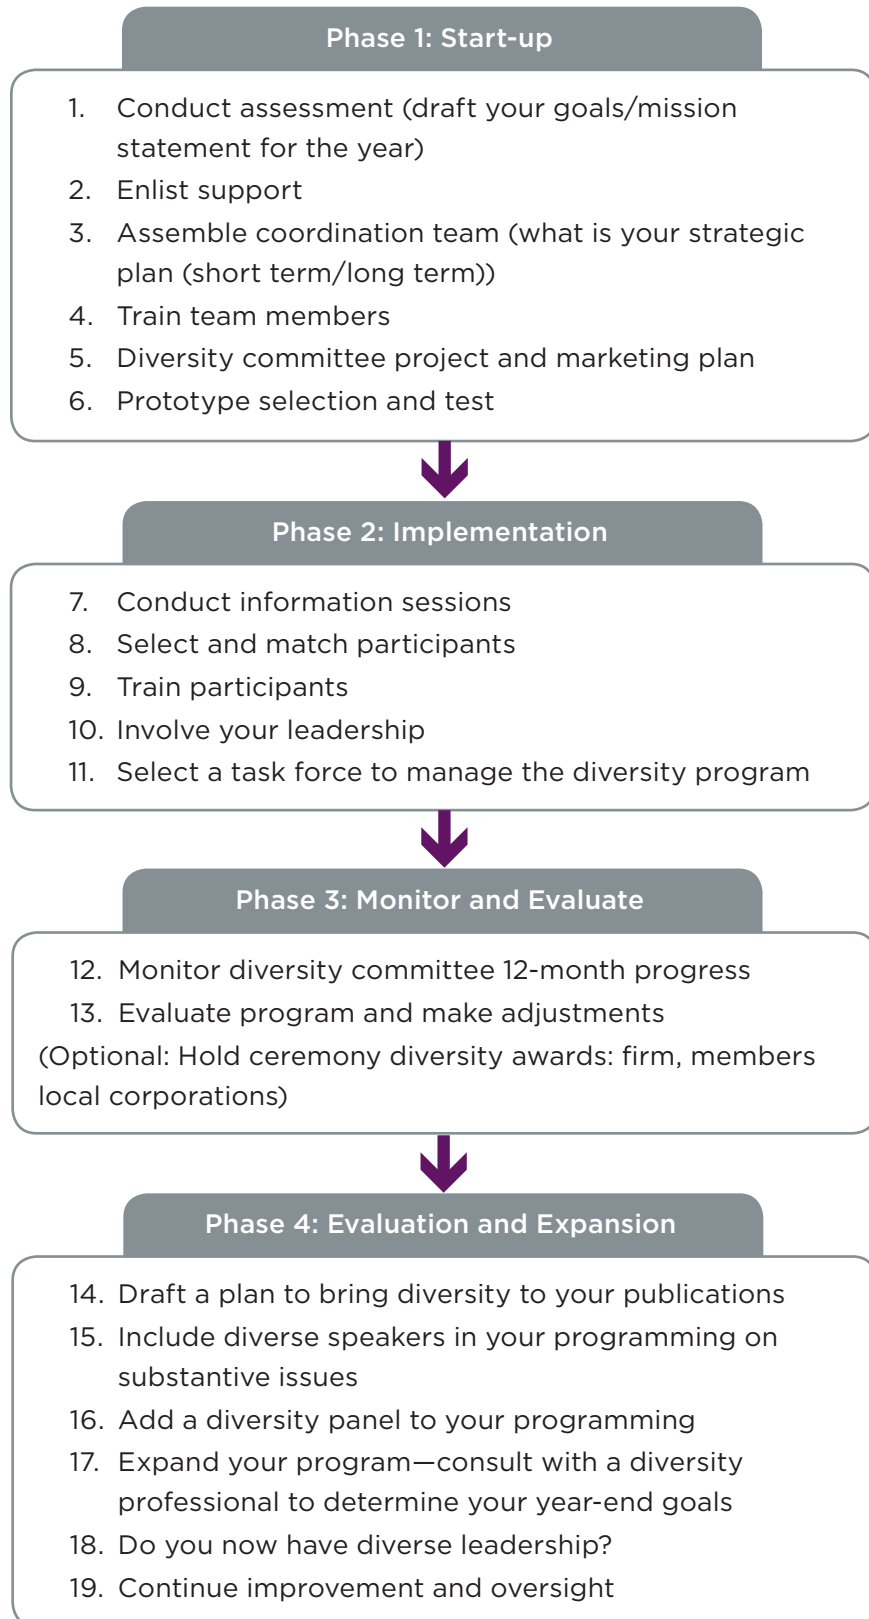 Phase 1: Start-up
1. Conduct assessment (draft your goals/mission
statement for the year)
2. Enlist support
3. Assemble coordination team (what is your strategic
plan (short term/long term))
4. Train team members
5. Diversity committee project and marketing plan
6. Prototype selection and test
Phase 2: Implementation
7. Conduct information sessions
8. Select and match participants
9. Train participants
10. Involve your leadership
11. Select a task force to manage the diversity program
Phase 3: Monitor and Evaluate
12. Monitor diversity committee 12-month progress
13. Evaluate program and make adjustments
(Optional: Hold ceremony diversity awards: firm, members
local corporations)
Phase 4: Evaluation and Expansion
14. Draft a plan to bring diversity to your publications
15. Include diverse speakers in your programming on
substantive issues
16. Add a diversity panel to your programming
17. Expand your program—consult with a diversity
professional to determine your year-end goals
18. Do you now have diverse leadership?
19. Continue improvement and oversight